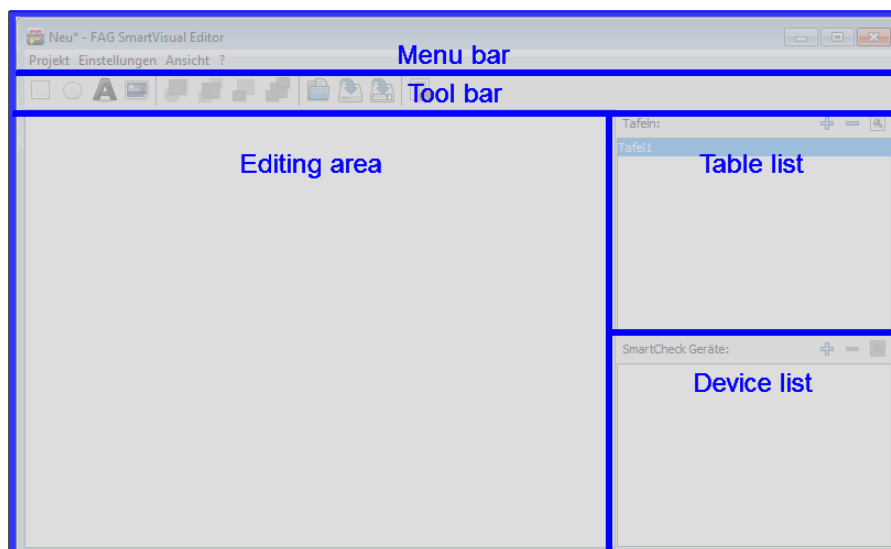 Neu* - FAG SmartVisual Editor
Projekt Einstellungen Ansicht ?
Menu bar
A
Tool bar
Editing area
Tafeln:
Tafel1
Table list
SmartCheck Geräte:
Device list